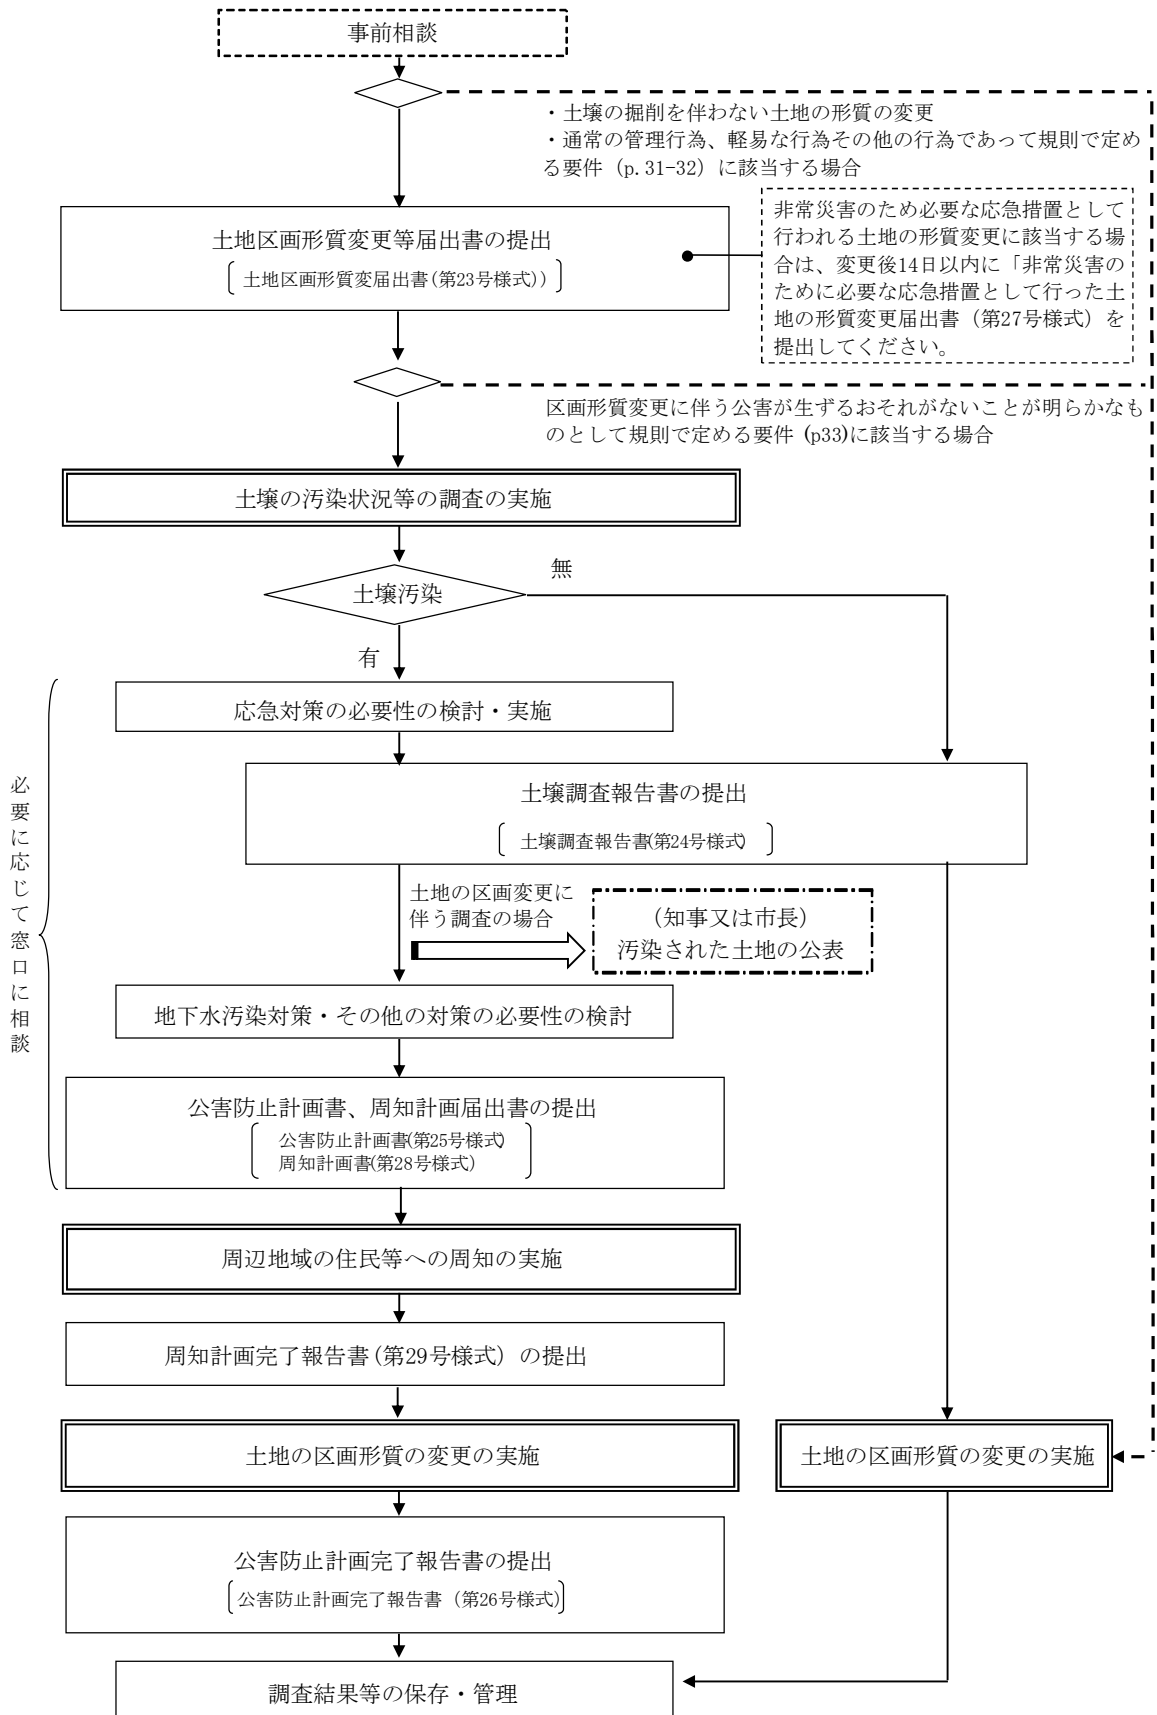 事前相談
・土壌の掘削を伴わない土地の形質の変更
・通常の管理行為、軽易な行為その他の行為であって規則で定め
る要件（p.31-32）に該当する場合
土地区画形質変更等届出書の提出
土地区画形質変届出書(第23号様式))
非常災害のため必要な応急措置として
行われる土地の形質変更に該当する場
合は、変更後14日以内に「非常災害の
ために必要な応急措置として行った土
地の形質変更届出書（第27号様式）を
提出してください。
区画形質変更に伴う公害が生ずるおそれがないことが明らかなも
のとして規則で定める要件(p33)に該当する場合
土壌の汚染状況等の調査の実施
土壌汚染
無
有
応急対策の必要性の検討・実施
土壌調査報告書の提出
土壌調査報告書(第24号様式)
必要に応じて窓口に相談
土地の区画変更に
伴う調査の場合
（知事又は市長）
汚染された土地の公表
地下水汚染対策・その他の対策の必要性の検討
公害防止計画書、周知計画届出書の提出
公害防止計画書(第25号様式)
周知計画書(第28号様式)
周辺地域の住民等への周知の実施
周知計画完了報告書(第29号様式）の提出
土地の区画形質の変更の実施
土地の区画形質の変更の実施
公害防止計画完了報告書の提出
公害防止計画完了報告書（第26号様式)
調査結果等の保存・管理